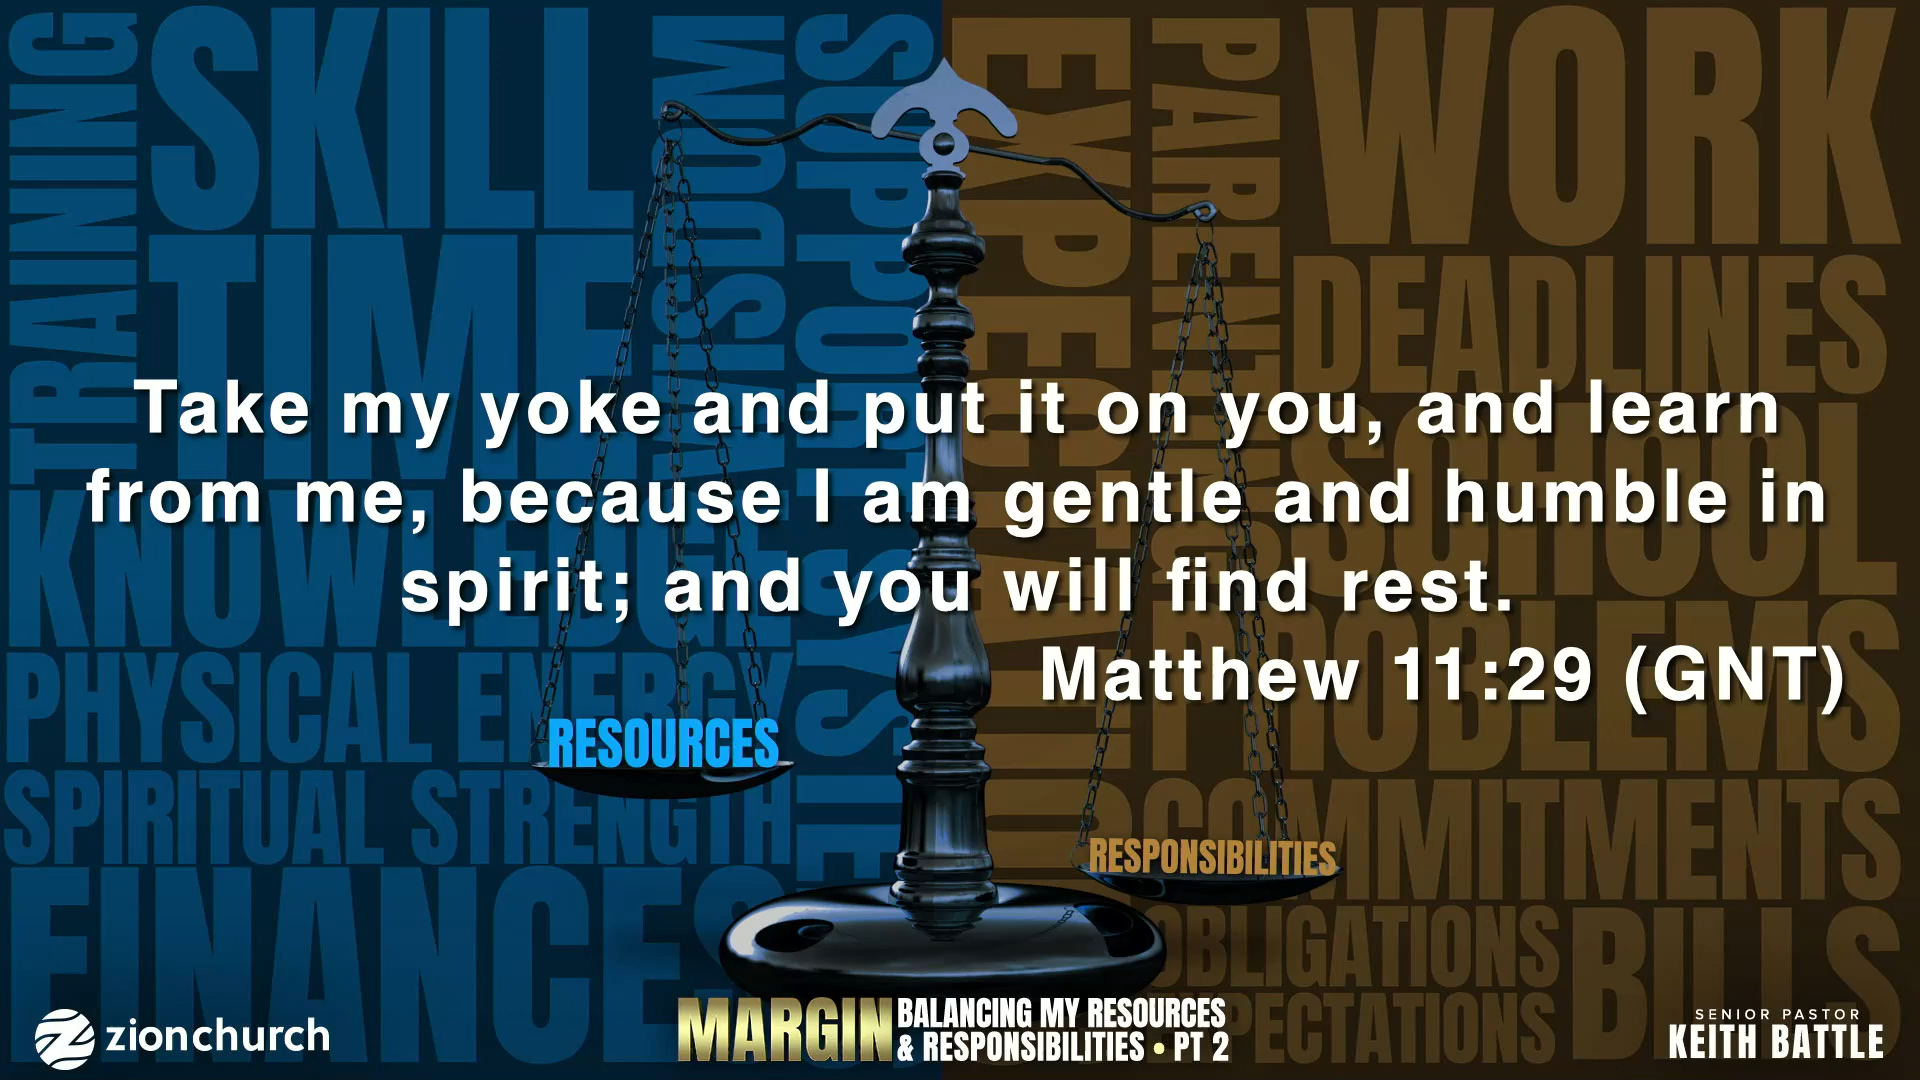 Take my yoke and put it on you, and learn
from me, because I am gentle and humble in
spirit; and you will find rest.
Matthew 11:29 (GNT)
TRAINING
SKILL
TIME
WISDOM
SUPPORT SYSTEM
KNOWLEDGE
PHYSICAL ENERGY
SPIRITUAL STRENGTH
FINANCES
RESOURCES
EXPECTATIONS
PARENTING
WORK
DEADLINES
SCHOOL
PROBLEMS
COMMITMENTS
OBLIGATIONS
EXPECTATIONS
BILLS
RESPONSIBILITIES
zionchurch
MARGIN
BALANCING MY RESOURCES
& RESPONSIBILITIES • PT 2
SENIOR PASTOR
KEITH BATTLE